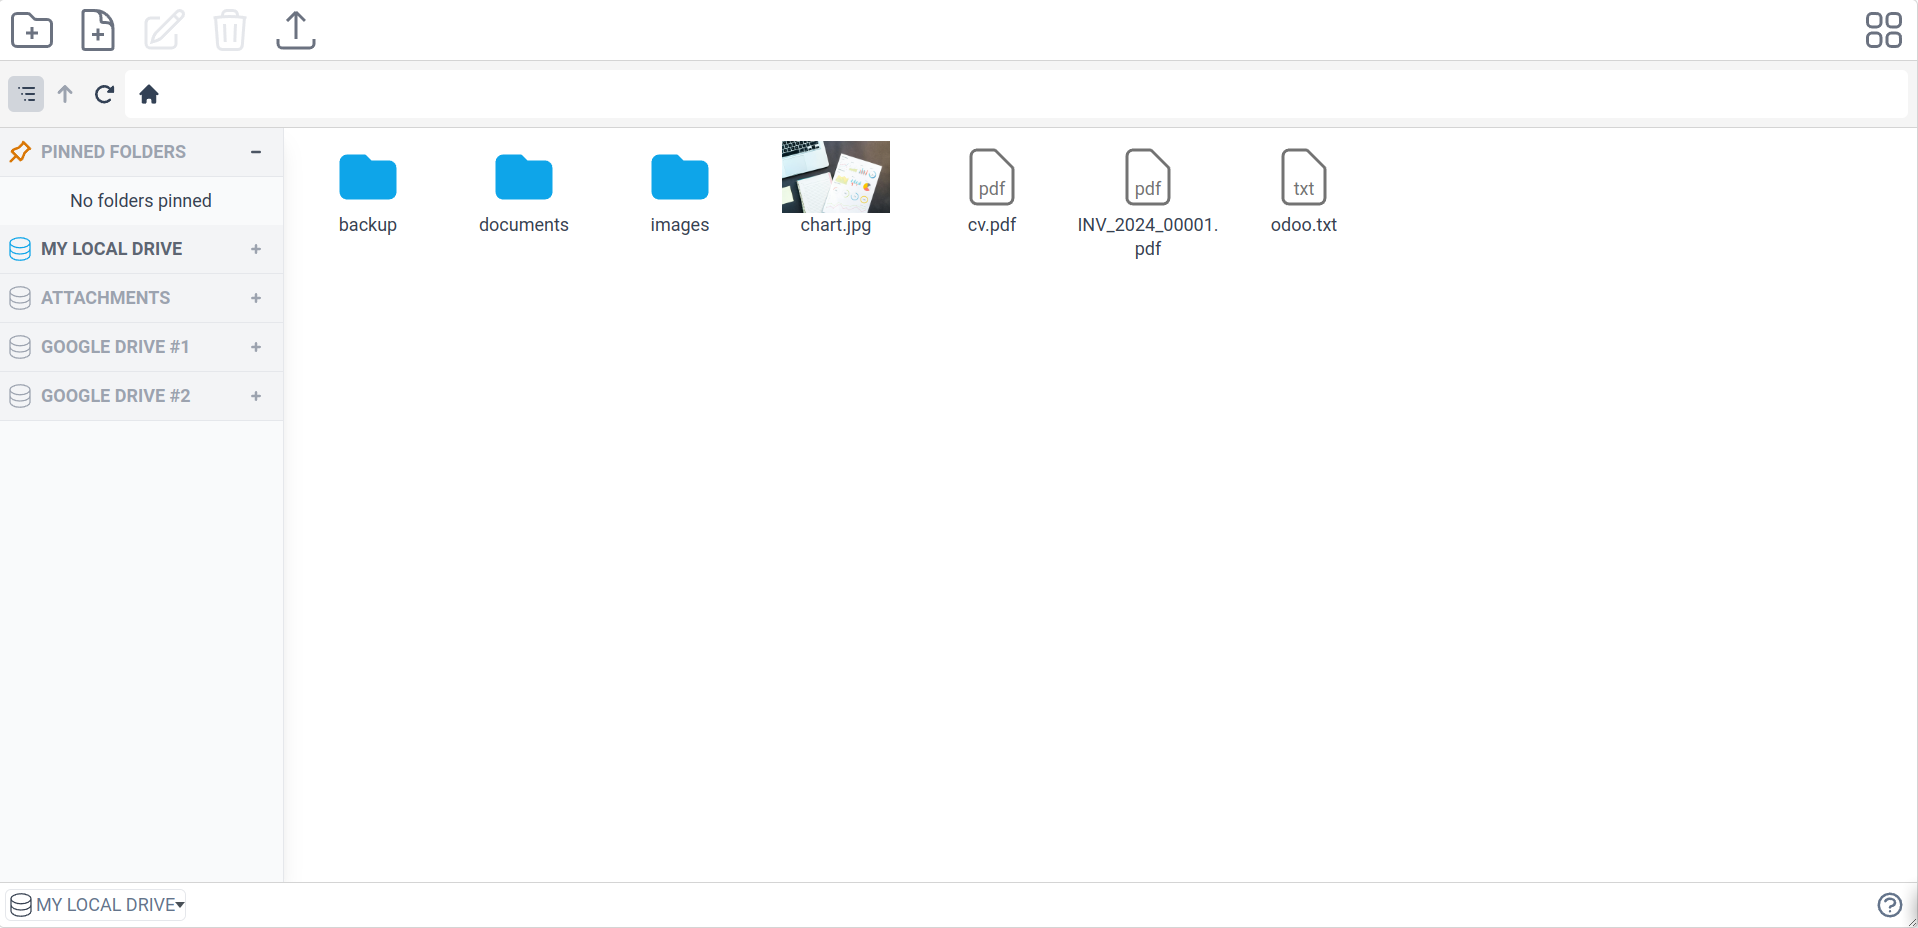 PINNED FOLDERS
No folders pinned
MY LOCAL DRIVE
ATTACHMENTS
GOOGLE DRIVE #1
GOOGLE DRIVE #2
backup
documents
images
chart.jpg
pdf
cv.pdf
pdf
INV_2024_00001.
pdf
txt
odoo.txt
MY LOCAL DRIVE